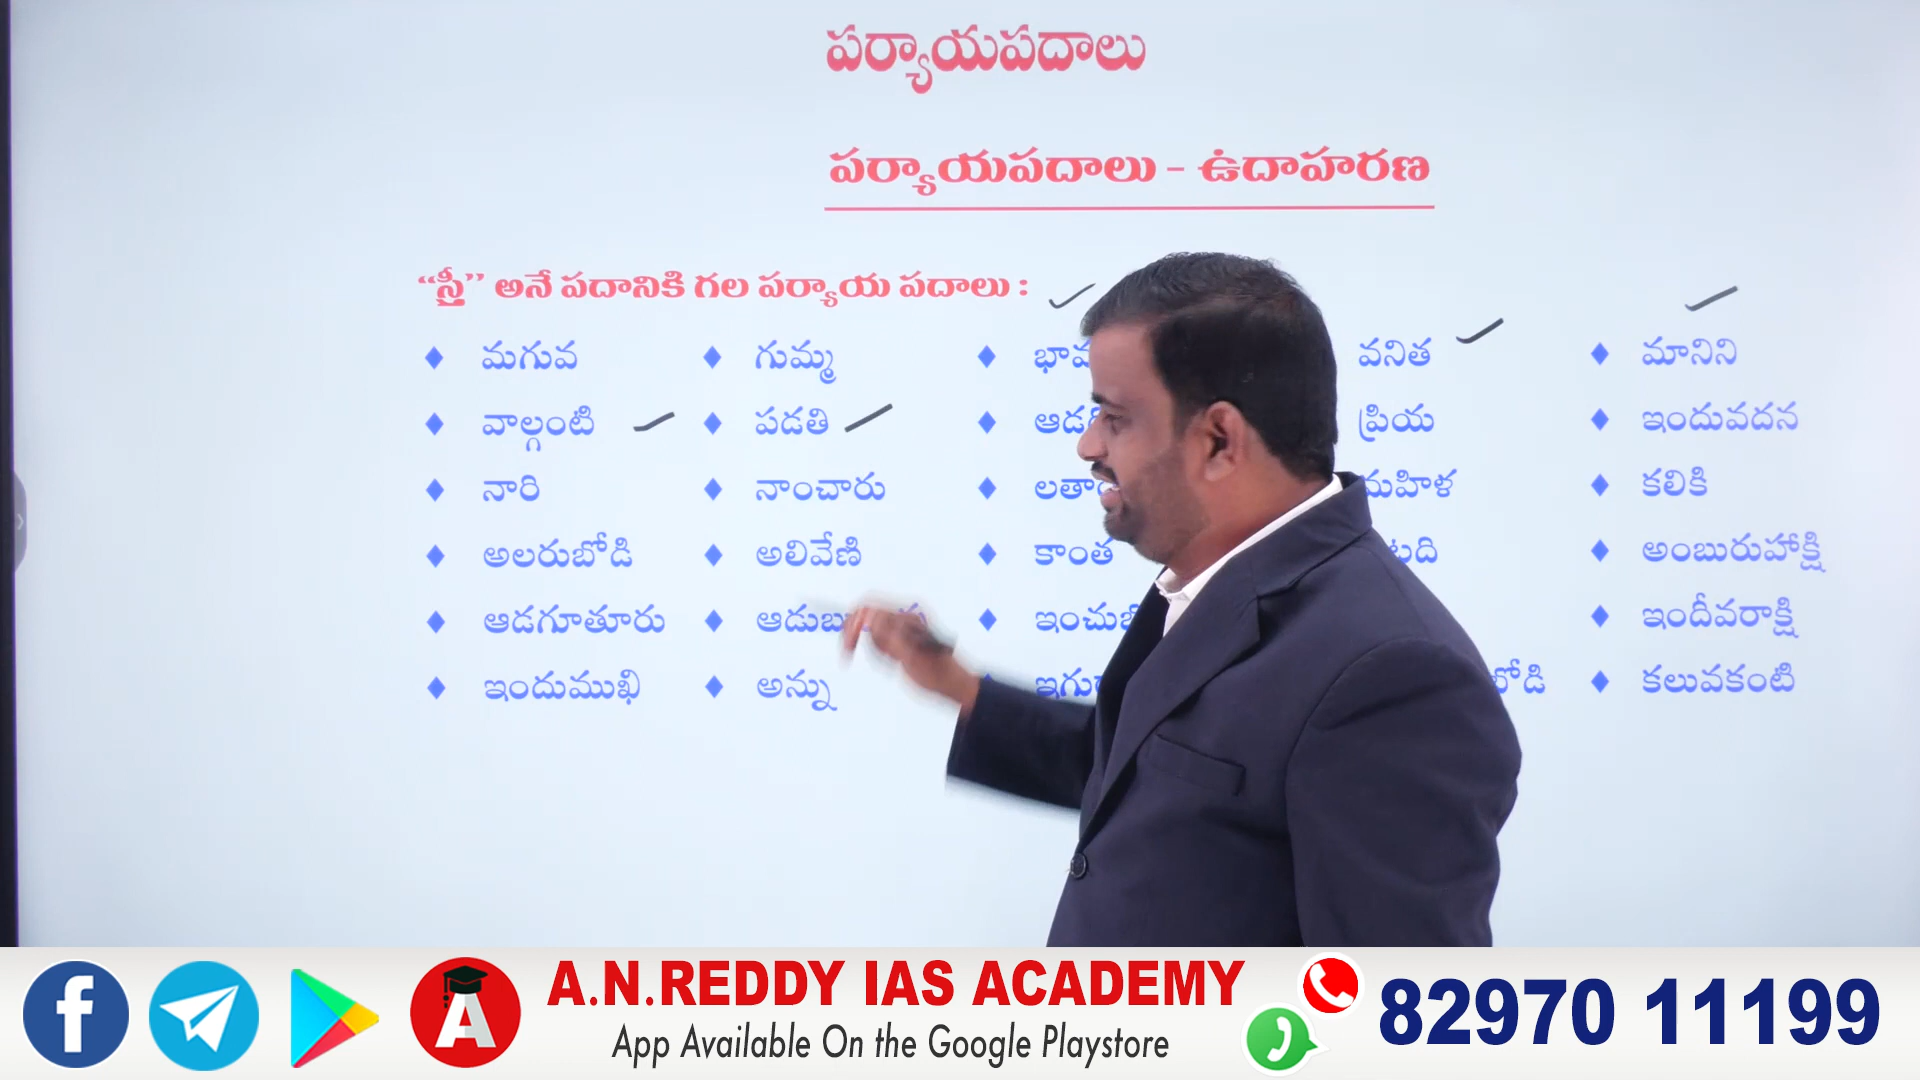 పర్యాయపదాలు
పర్యాయపదాలు - ఉదాహరణ
“స్త్రీ” అనే పదానికి గల పర్యాయ పదాలు :
మగువ గుమ్మ వనిత మానిని
వాల్గంటి పడతి ప్రియ ఇందువదన
నారి నాంచారు మహిళ కలికి
అలరుబోడి అలివేణి కాంత అంబురుహాక్షి
ఆడగూతూరు ఇందీవరాక్షి
ఇందుముఖి అన్ను కలువకంటి
A.N.REDDY IAS ACADEMY
App Available On the Google Playstore
82970 11199